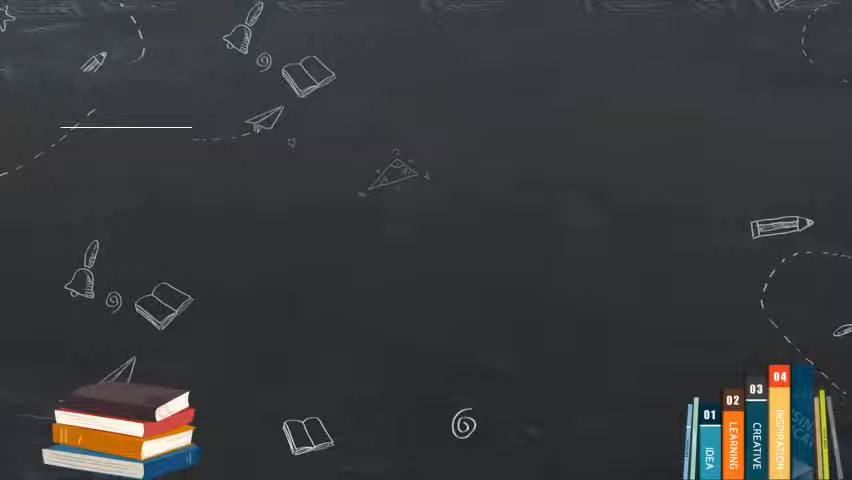 01 IDEA
02 LEARNING
03 CREATIVE
04 INSPIRATION